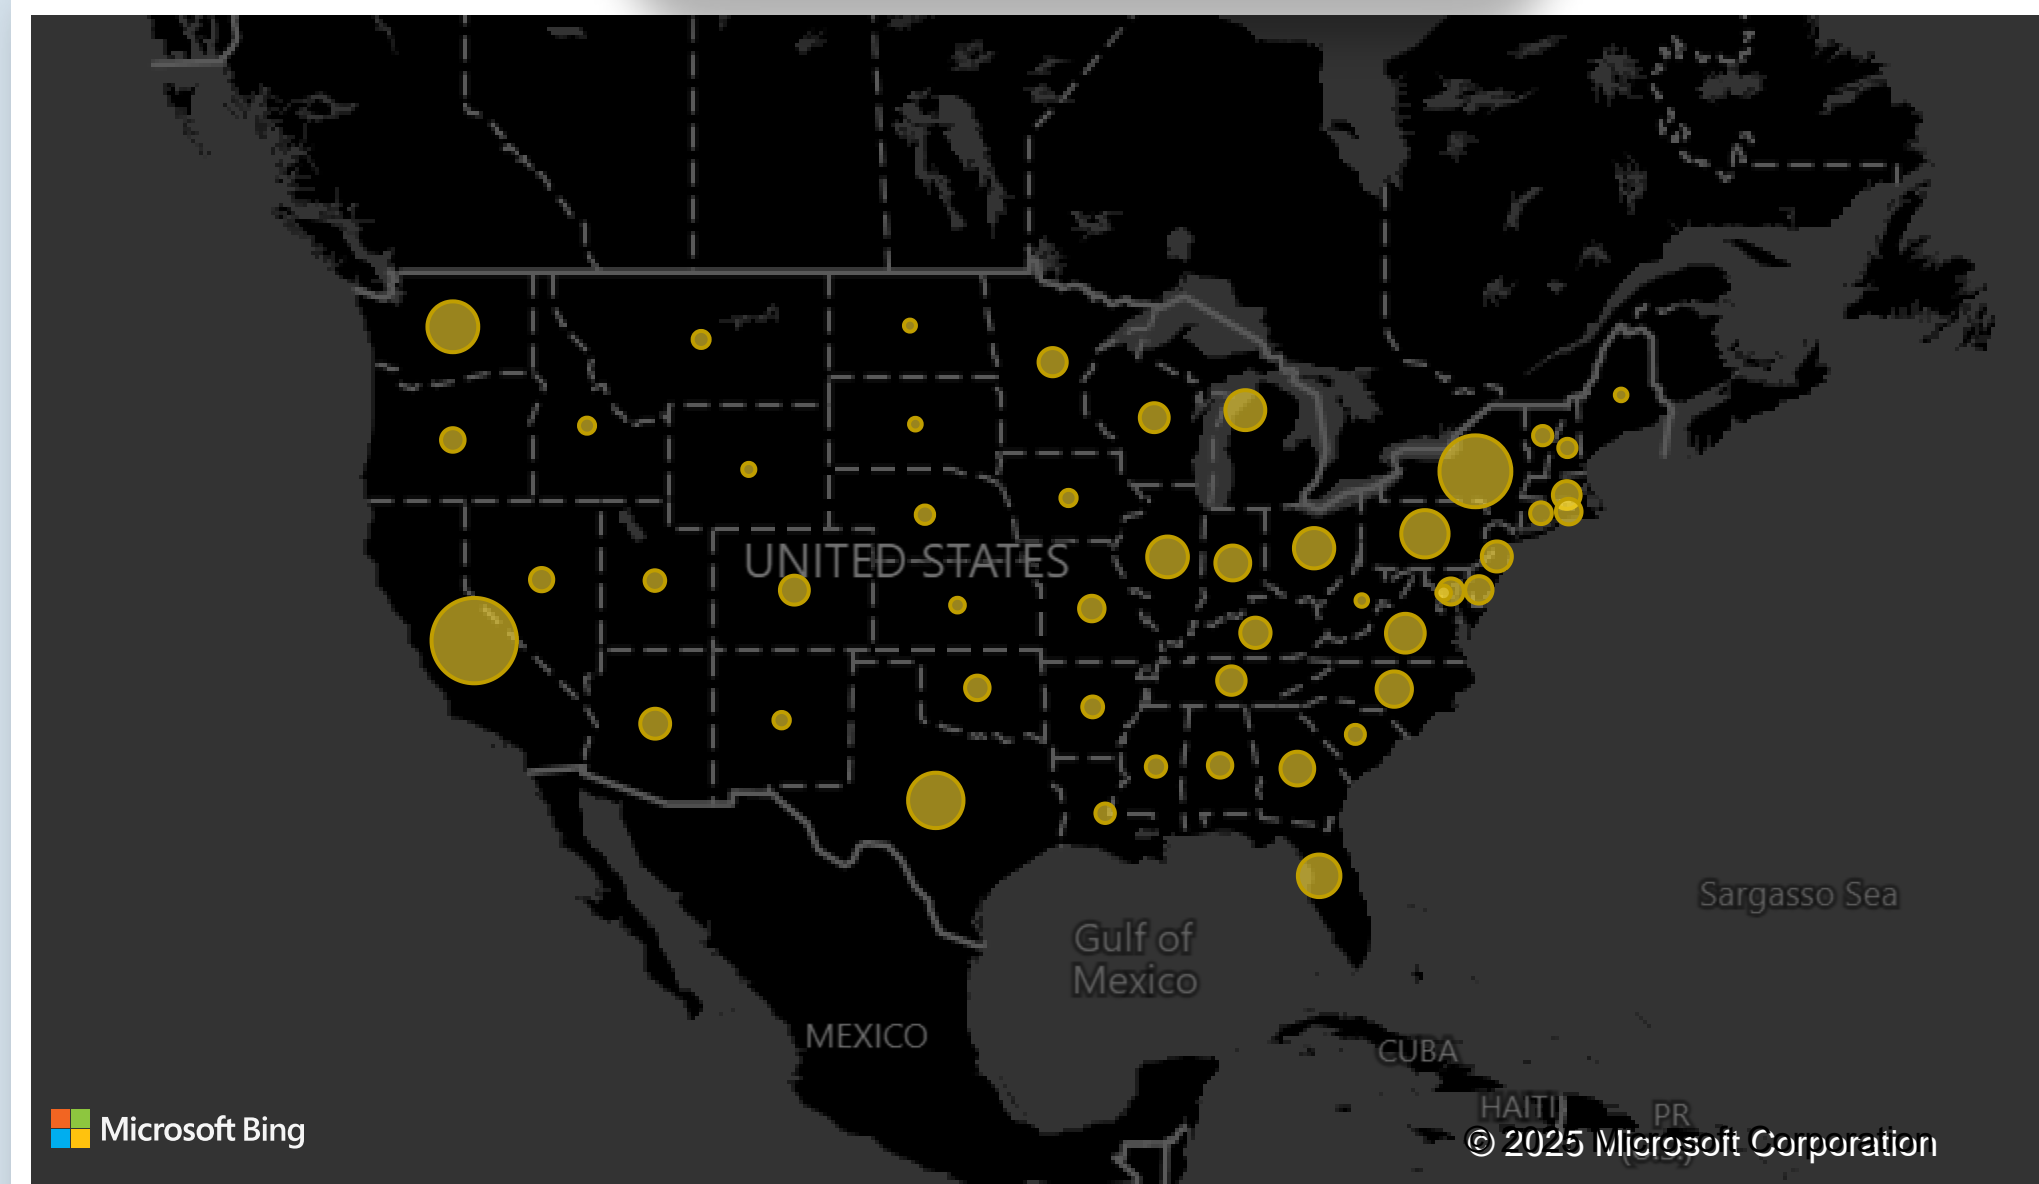 UNITED STATES
Sargasso Sea
Gulf of
Mexico
MEXICO
CUBA
HAITI
PR
(U.S.)
Microsoft Bing
© 2025 Microsoft Corporation